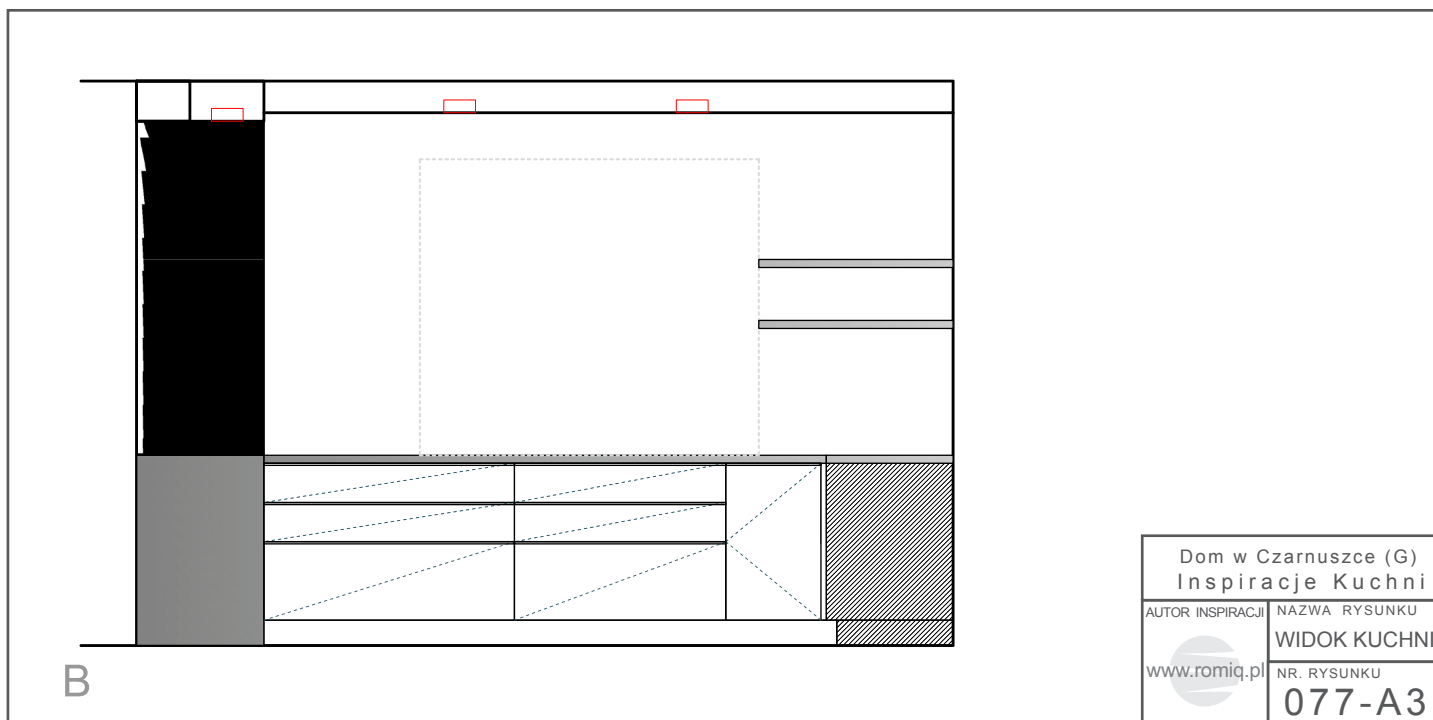 B
Dom w Czarnuszce (G)
Inspiracje Kuchni
AUTOR INSPIRACJI
www.romiq.pl
NAZWA RYSUNKU
WIDOK KUCHNI
NR. RYSUNKU
077-A3